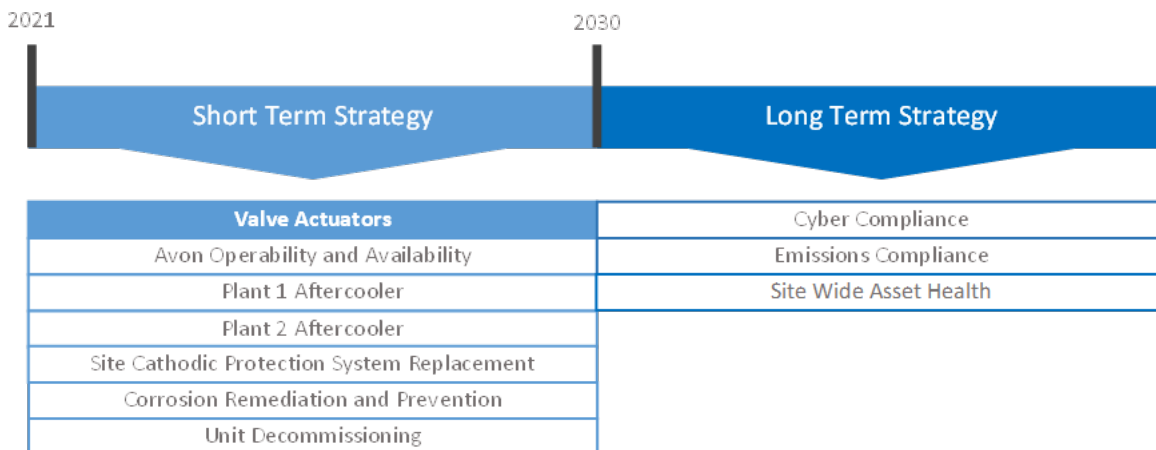 2021
2030
Short Term Strategy
Long Term Strategy
Valve Actuators
Cyber Compliance
Avon Operability and Availability
Emissions Compliance
Plant 1 Aftercooler
Site Wide Asset Health
Plant 2 Aftercooler
Site Cathodic Protection System Replacement
Corrosion Remediation and Prevention
Unit Decommissioning